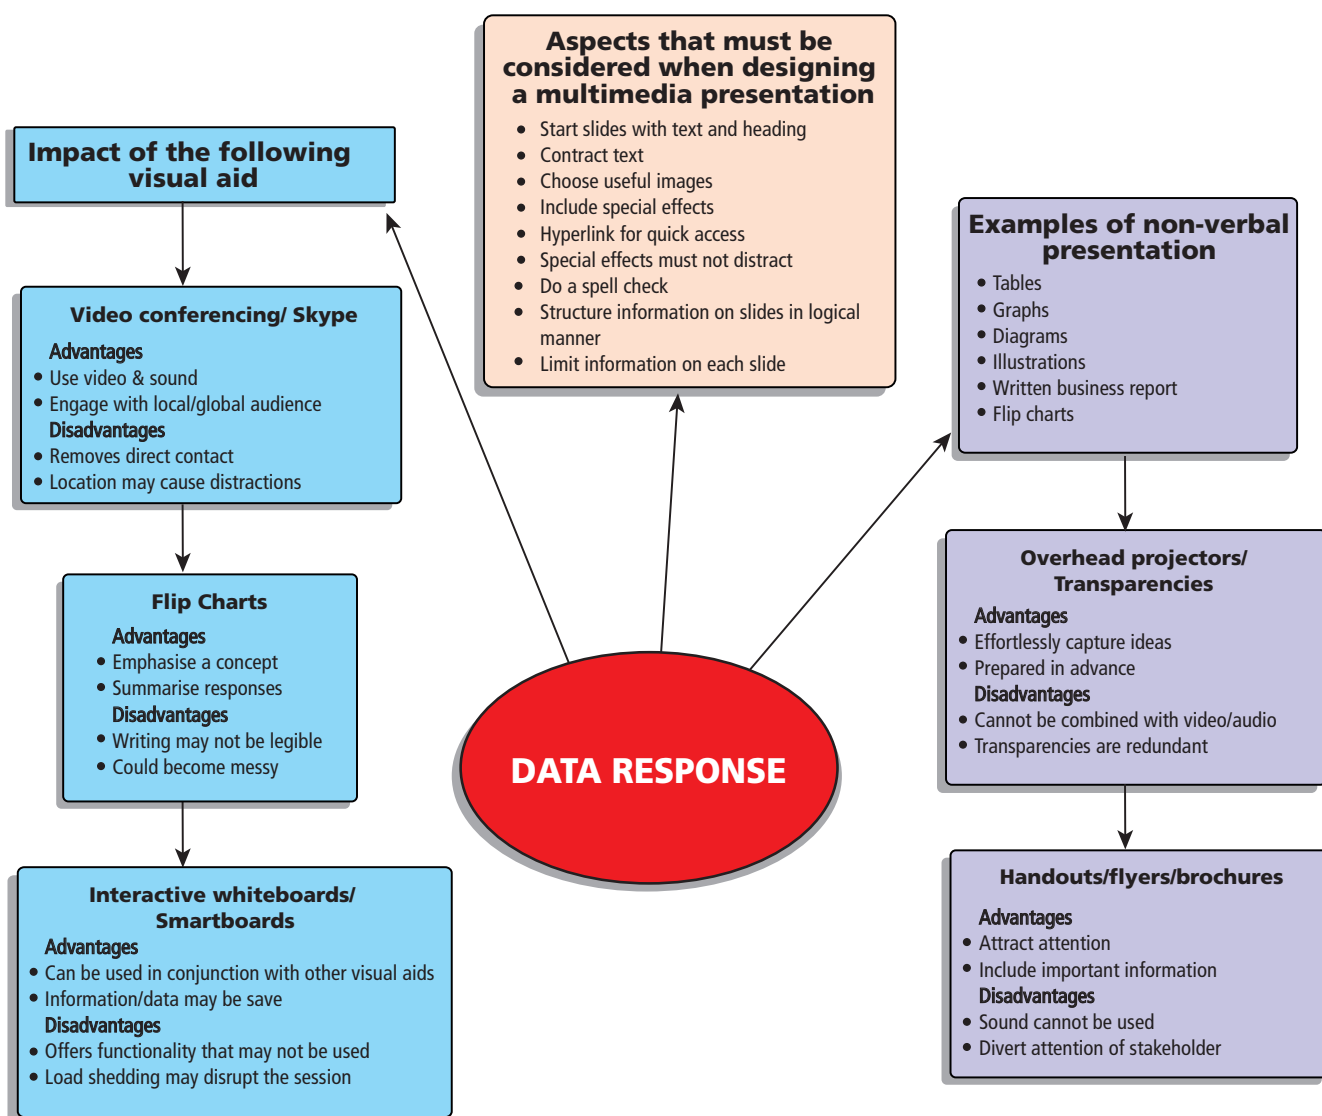 Impact of the following
visual aid
Video conferencing/ Skype
Advantages
• Use video & sound
• Engage with local/global audience
Disadvantages
• Removes direct contact
• Location may cause distractions
Flip Charts
Advantages
• Emphasise a concept
• Summarise responses
Disadvantages
• Writing may not be legible
• Could become messy
Interactive whiteboards/
Smartboards
Advantages
• Can be used in conjunction with other visual aids
• Information/data may be save
Disadvantages
• Offers functionality that may not be used
• Load shedding may disrupt the session
Aspects that must be
considered when designing
a multimedia presentation
• Start slides with text and heading
• Contract text
• Choose useful images
• Include special effects
• Hyperlink for quick access
• Special effects must not distract
• Do a spell check
• Structure information on slides in logical
manner
• Limit information on each slide
DATA RESPONSE
Examples of non-verbal
presentation
• Tables
• Graphs
• Diagrams
• Illustrations
• Written business report
• Flip charts
Overhead projectors/
Transparencies
Advantages
• Effortlessly capture ideas
• Prepared in advance
Disadvantages
• Cannot be combined with video/audio
• Transparencies are redundant
Handouts/flyers/brochures
Advantages
• Attract attention
• Include important information
Disadvantages
• Sound cannot be used
• Divert attention of stakeholder